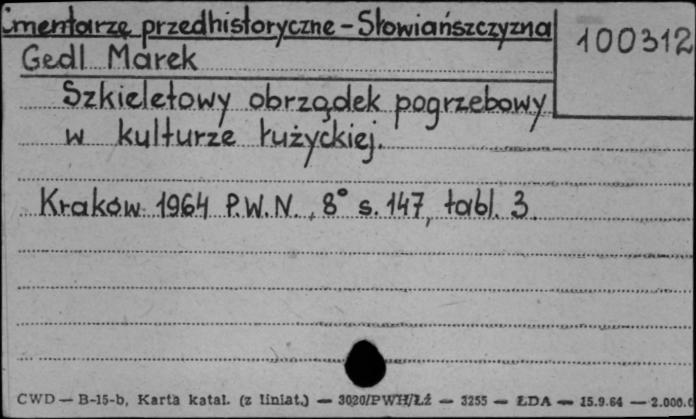 Cmentarzę przedhistoryczne - Słowiańszczyzna
100312
Gedl Marek
Szkieletowy obrządek pogrzebowy
w kulturze łużyckiej.
Kraków 1964 P.W.N., 8° s. 147, tabl. 3.
CWD — B-15-b, Karta katal. (z liniat.) — 3020/PWH/Łź — 3255 — ŁDA — 15.9.64 — 2.000.0